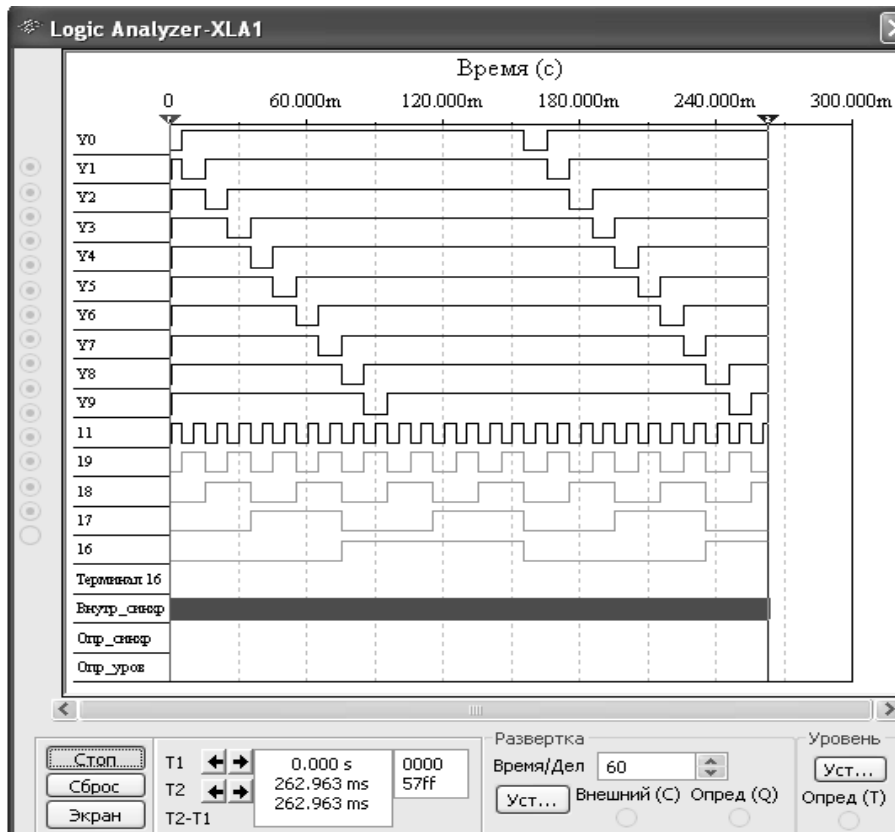 Logic Analyzer-XLA1
Время (с)
0 60.000m 120.000m 180.000m 240.000m 300.000m
Y0
Y1
Y2
Y3
Y4
Y5
Y6
Y7
Y8
Y9
11
19
18
17
16
Терминал 16
Внутр_синхр
Опр_синхр
Опр_уров
Стоп
Сброс
Экран
T1 0.000 s 0000
T2 262.963 ms 57ff
T2-T1 262.963 ms
Развертка
Время/Дел 60
Уст... Внешний (C) Опред (Q)
Уровень
Уст...
Опред (T)